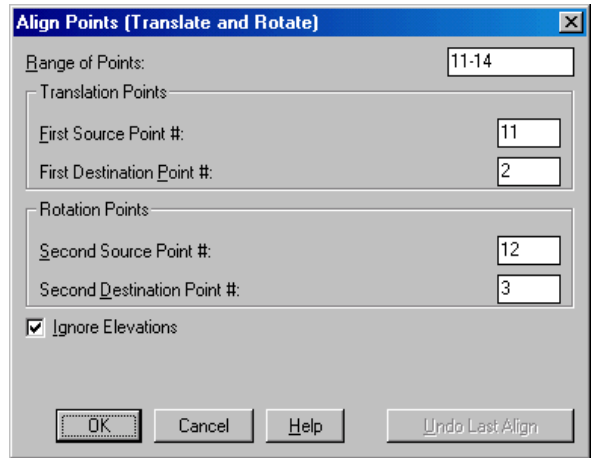 Align Points (Translate and Rotate)
Range of Points: 11-14
Translation Points
First Source Point #: 11
First Destination Point #: 2
Rotation Points
Second Source Point #: 12
Second Destination Point #: 3
Ignore Elevations
OK Cancel Help Undo Last Align